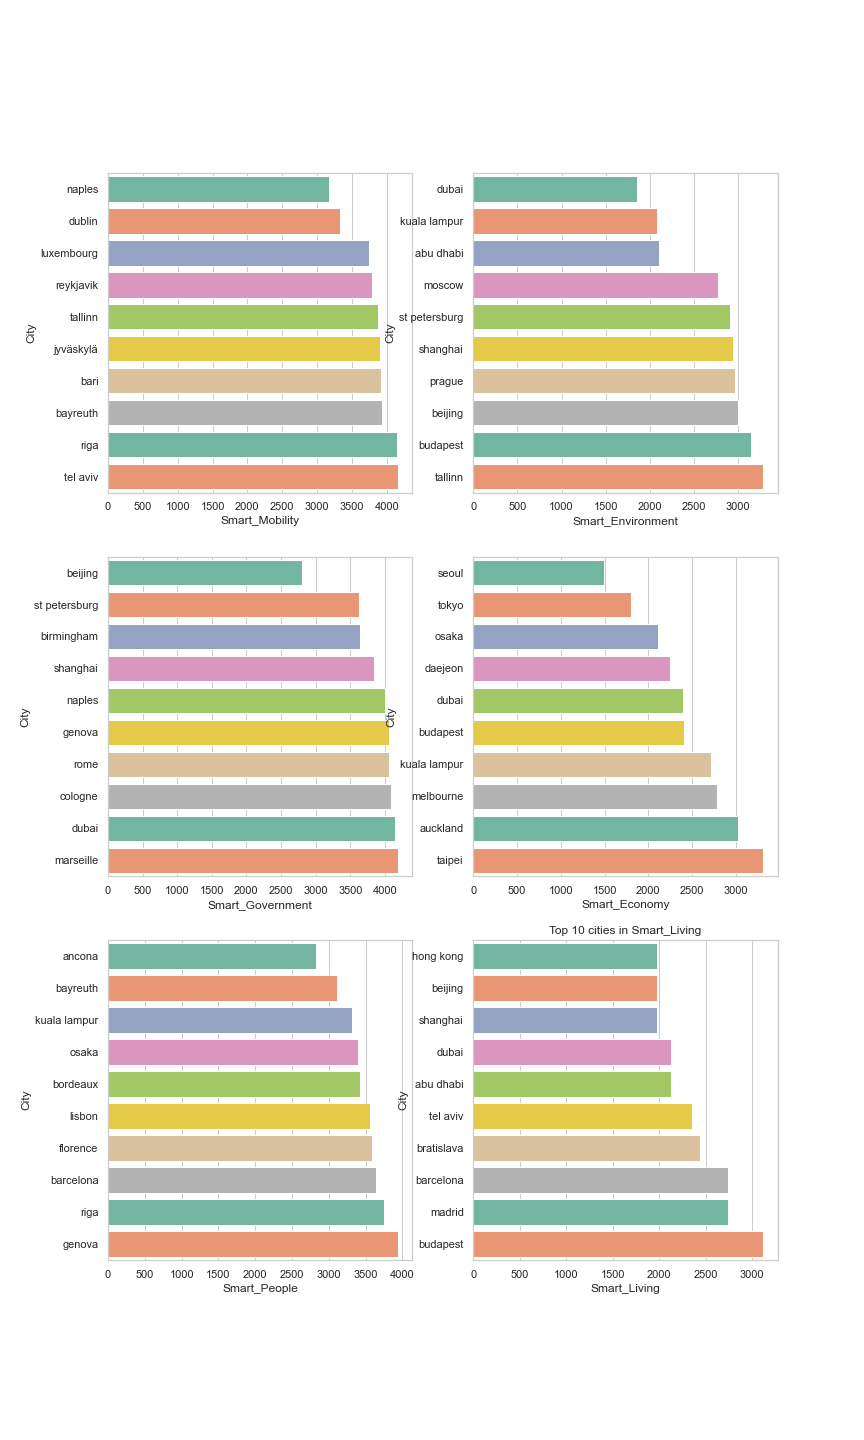 naples
dublin
luxembourg
reykjavik
tallinn
jyväskylä
bari
bayreuth
riga
tel aviv
City
0 500 1000 1500 2000 2500 3000 3500 4000
Smart_Mobility
dubai
kuala lampur
abu dhabi
moscow
st petersburg
shanghai
prague
beijing
budapest
tallinn
City
0 500 1000 1500 2000 2500 3000
Smart_Environment
beijing
st petersburg
birmingham
shanghai
naples
genova
rome
cologne
dubai
marseille
City
0 500 1000 1500 2000 2500 3000 3500 4000
Smart_Government
seoul
tokyo
osaka
daejeon
dubai
budapest
kuala lampur
melbourne
auckland
taipei
City
0 500 1000 1500 2000 2500 3000
Smart_Economy
ancona
bayreuth
kuala lampur
osaka
bordeaux
lisbon
florence
barcelona
riga
genova
City
0 500 1000 1500 2000 2500 3000 3500 4000
Smart_People
Top 10 cities in Smart_Living
hong kong
beijing
shanghai
dubai
abu dhabi
tel aviv
bratislava
barcelona
madrid
budapest
City
0 500 1000 1500 2000 2500 3000
Smart_Living